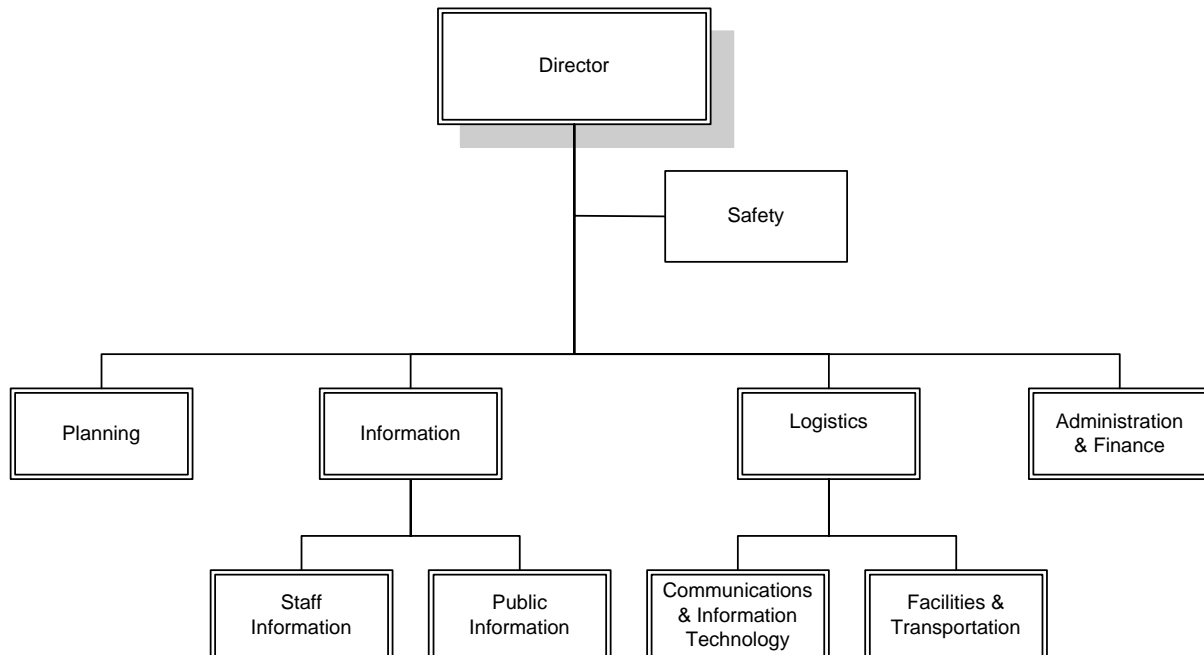 Director
Safety
Planning
Information
Logistics
Administration
& Finance
Staff
Information
Public
Information
Communications
& Information
Technology
Facilities &
Transportation